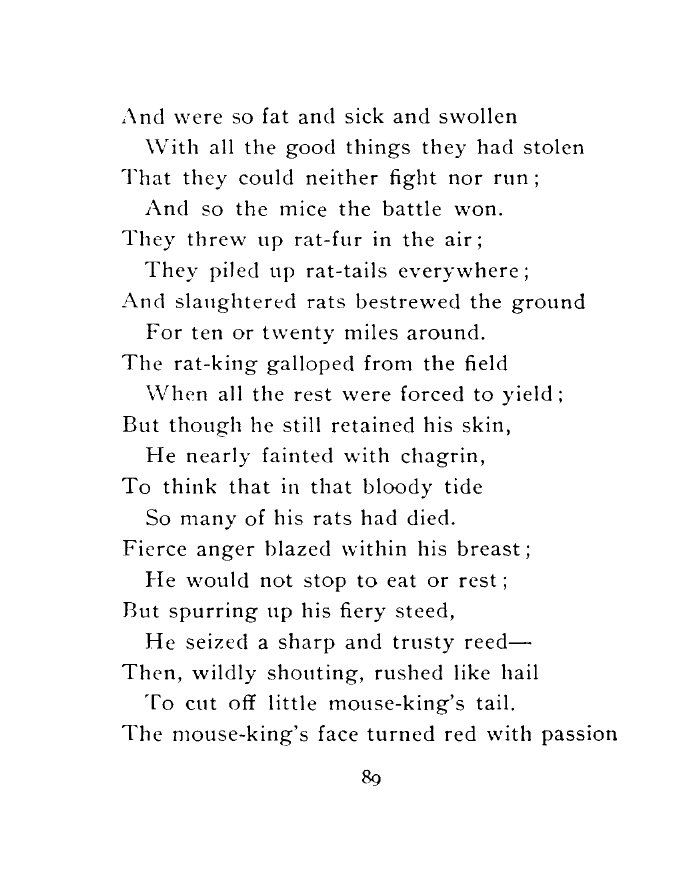 And were so fat and sick and swollen
With all the good things they had stolen
That they could neither fight nor run;
And so the mice the battle won.
They threw up rat-fur in the air;
They piled up rat-tails everywhere;
And slaughtered rats bestrewed the ground
For ten or twenty miles around.
The rat-king galloped from the field
When all the rest were forced to yield;
But though he still retained his skin,
He nearly fainted with chagrin,
To think that in that bloody tide
So many of his rats had died.
Fierce anger blazed within his breast;
He would not stop to eat or rest;
But spurring up his fiery steed,
He seized a sharp and trusty reed—
Then, wildly shouting, rushed like hail
To cut off little mouse-king's tail.
The mouse-king's face turned red with passion
89